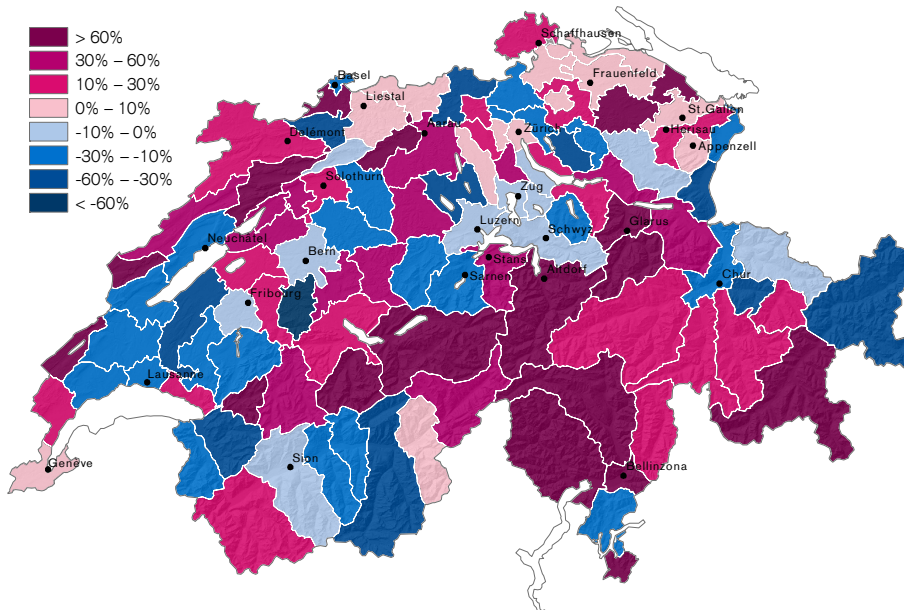 > 60%
30% – 60%
10% – 30%
0% – 10%
-10% – 0%
-30% – -10%
-60% – -30%
< -60%
Schaffhausen
Basel
Frauenfeld
Liestal
St.Gallen
Aarau
Zürich
Herisau
Delémont
Appenzell
Solothurn
Zug
Luzern
Glarus
Neuchâtel
Schwyz
Bern
Stans
Sarnen
Altdorf
Chur
Fribourg
Lausanne
Genève
Sion
Bellinzona